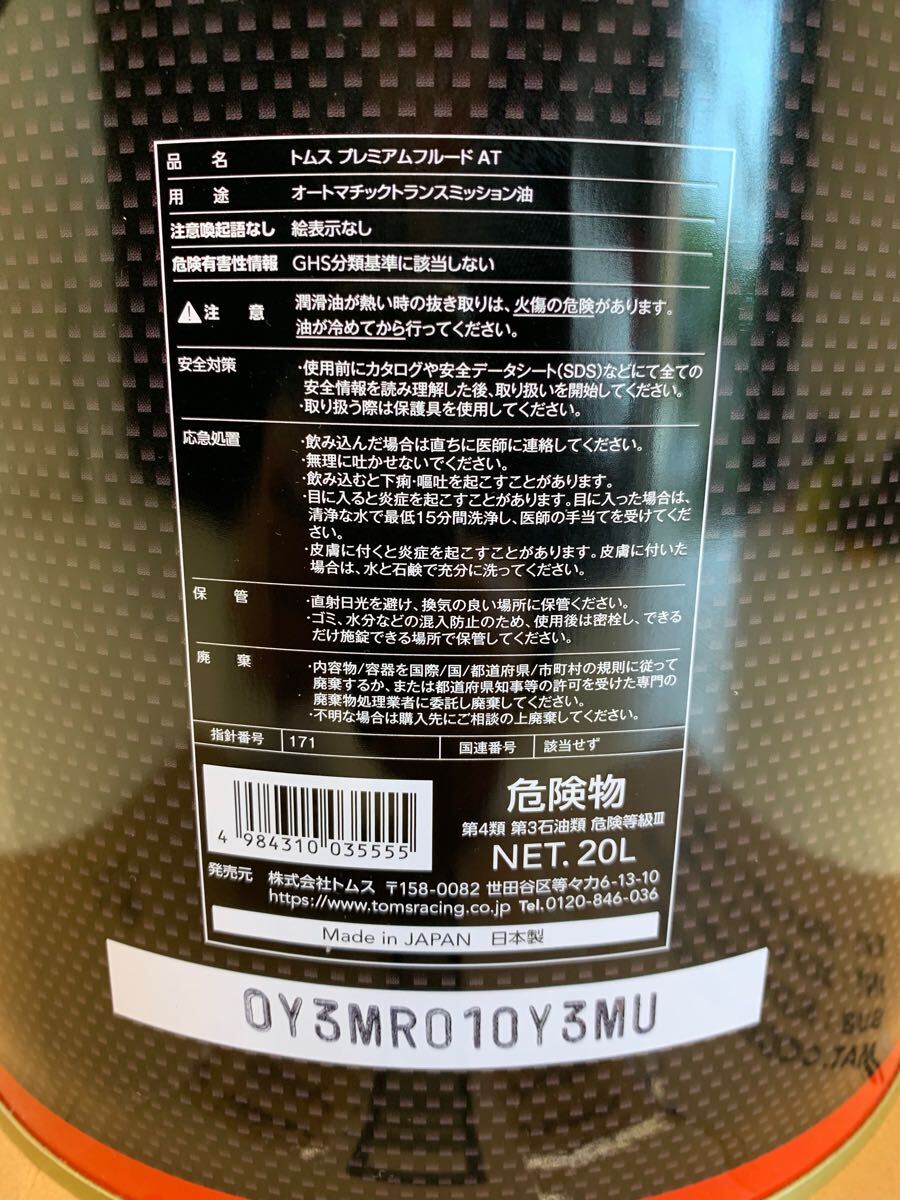 品名 トムス プレミアムフルード AT
用途 オートマチックトランスミッション油
注意喚起語なし 絵表示なし
危険有害性情報 GHS分類基準に該当しない
注意 潤滑油が熱い時の抜き取りは、火傷の危険があります。
油が冷めてから行ってください。
安全対策 ・使用前にカタログや安全データシート(SDS)などにて全ての
安全情報を読み理解した後、取り扱いを開始してください。
・取り扱う際は保護具を使用してください。
応急処置 ・飲み込んだ場合は直ちに医師に連絡してください。
・無理に吐かせないでください。
・飲み込むと下痢・嘔吐を起こすことがあります。
・目に入ると炎症を起こすことがあります。目に入った場合は、
清浄な水で最低15分間洗浄し、医師の手当てを受けてくだ
さい。
・皮膚に付くと炎症を起こすことがあります。皮膚に付いた
場合は、水と石鹸で充分に洗ってください。
保管 ・直射日光を避け、換気の良い場所に保管ください。
・ゴミ、水分などの混入防止のため、使用後は密栓し、できる
だけ施錠できる場所で保管してください。
廃棄 ・内容物/容器を国際/国/都道府県/市町村の規則に従って
廃棄するか、または都道府県知事等の許可を受けた専門の
廃棄物処理業者に委託し廃棄してください。
・不明な場合は購入先にご相談の上廃棄してください。
指針番号 171 国連番号 該当せず
4 984310 035555
危険物
第4類 第3石油類 危険等級Ⅲ
NET. 20L
発売元 株式会社トムス 〒158-0082 世田谷区等々力6-13-10
https://www.tomsracing.co.jp Tel.0120-846-036
Made in JAPAN 日本製
0Y3MR010Y3MU